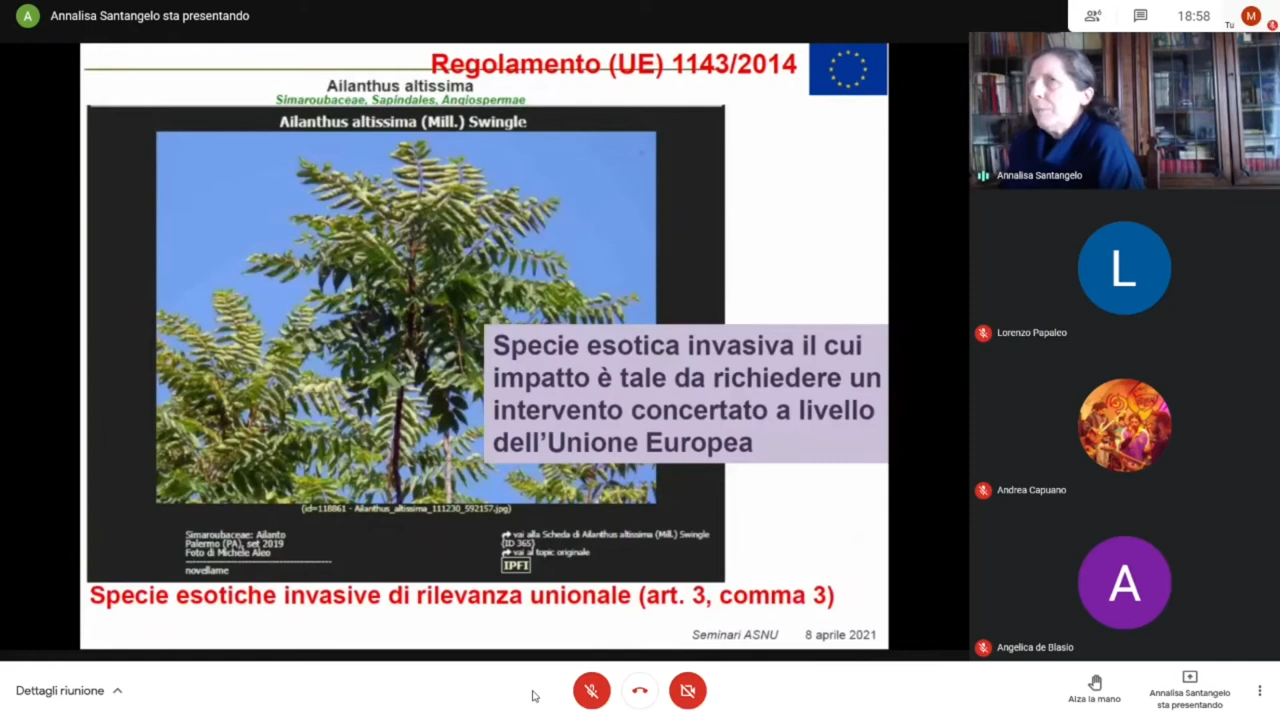 A
Annalisa Santangelo sta presentando
6
18:58
M
Tu
Regolamento (UE) 1143/2014
Ailanthus altissima
Simaroubaceae, Sapindales, Angiospermae
Ailanthus altissima (Mill.) Swingle
Specie esotica invasiva il cui
impatto è tale da richiedere un
intervento concertato a livello
dell'Unione Europea
(id=118861 - Ailanthus_altissima_111230_592157.jpg)
Simaroubaceae: Ailanto
Palermo (PA), set 2019
Foto di Michele Aleo
novellame
vai alla Scheda di Ailanthus altissima (Mill.) Swingle
(ID 365)
vai al topic originale
IPFI
Specie esotiche invasive di rilevanza unionale (art. 3, comma 3)
Seminari ASNU 8 aprile 2021
Annalisa Santangelo
L
Lorenzo Papaleo
Andrea Capuano
A
Angelica de Blasio
Dettagli riunione
Alza la mano
Annalisa Santangelo
sta presentando